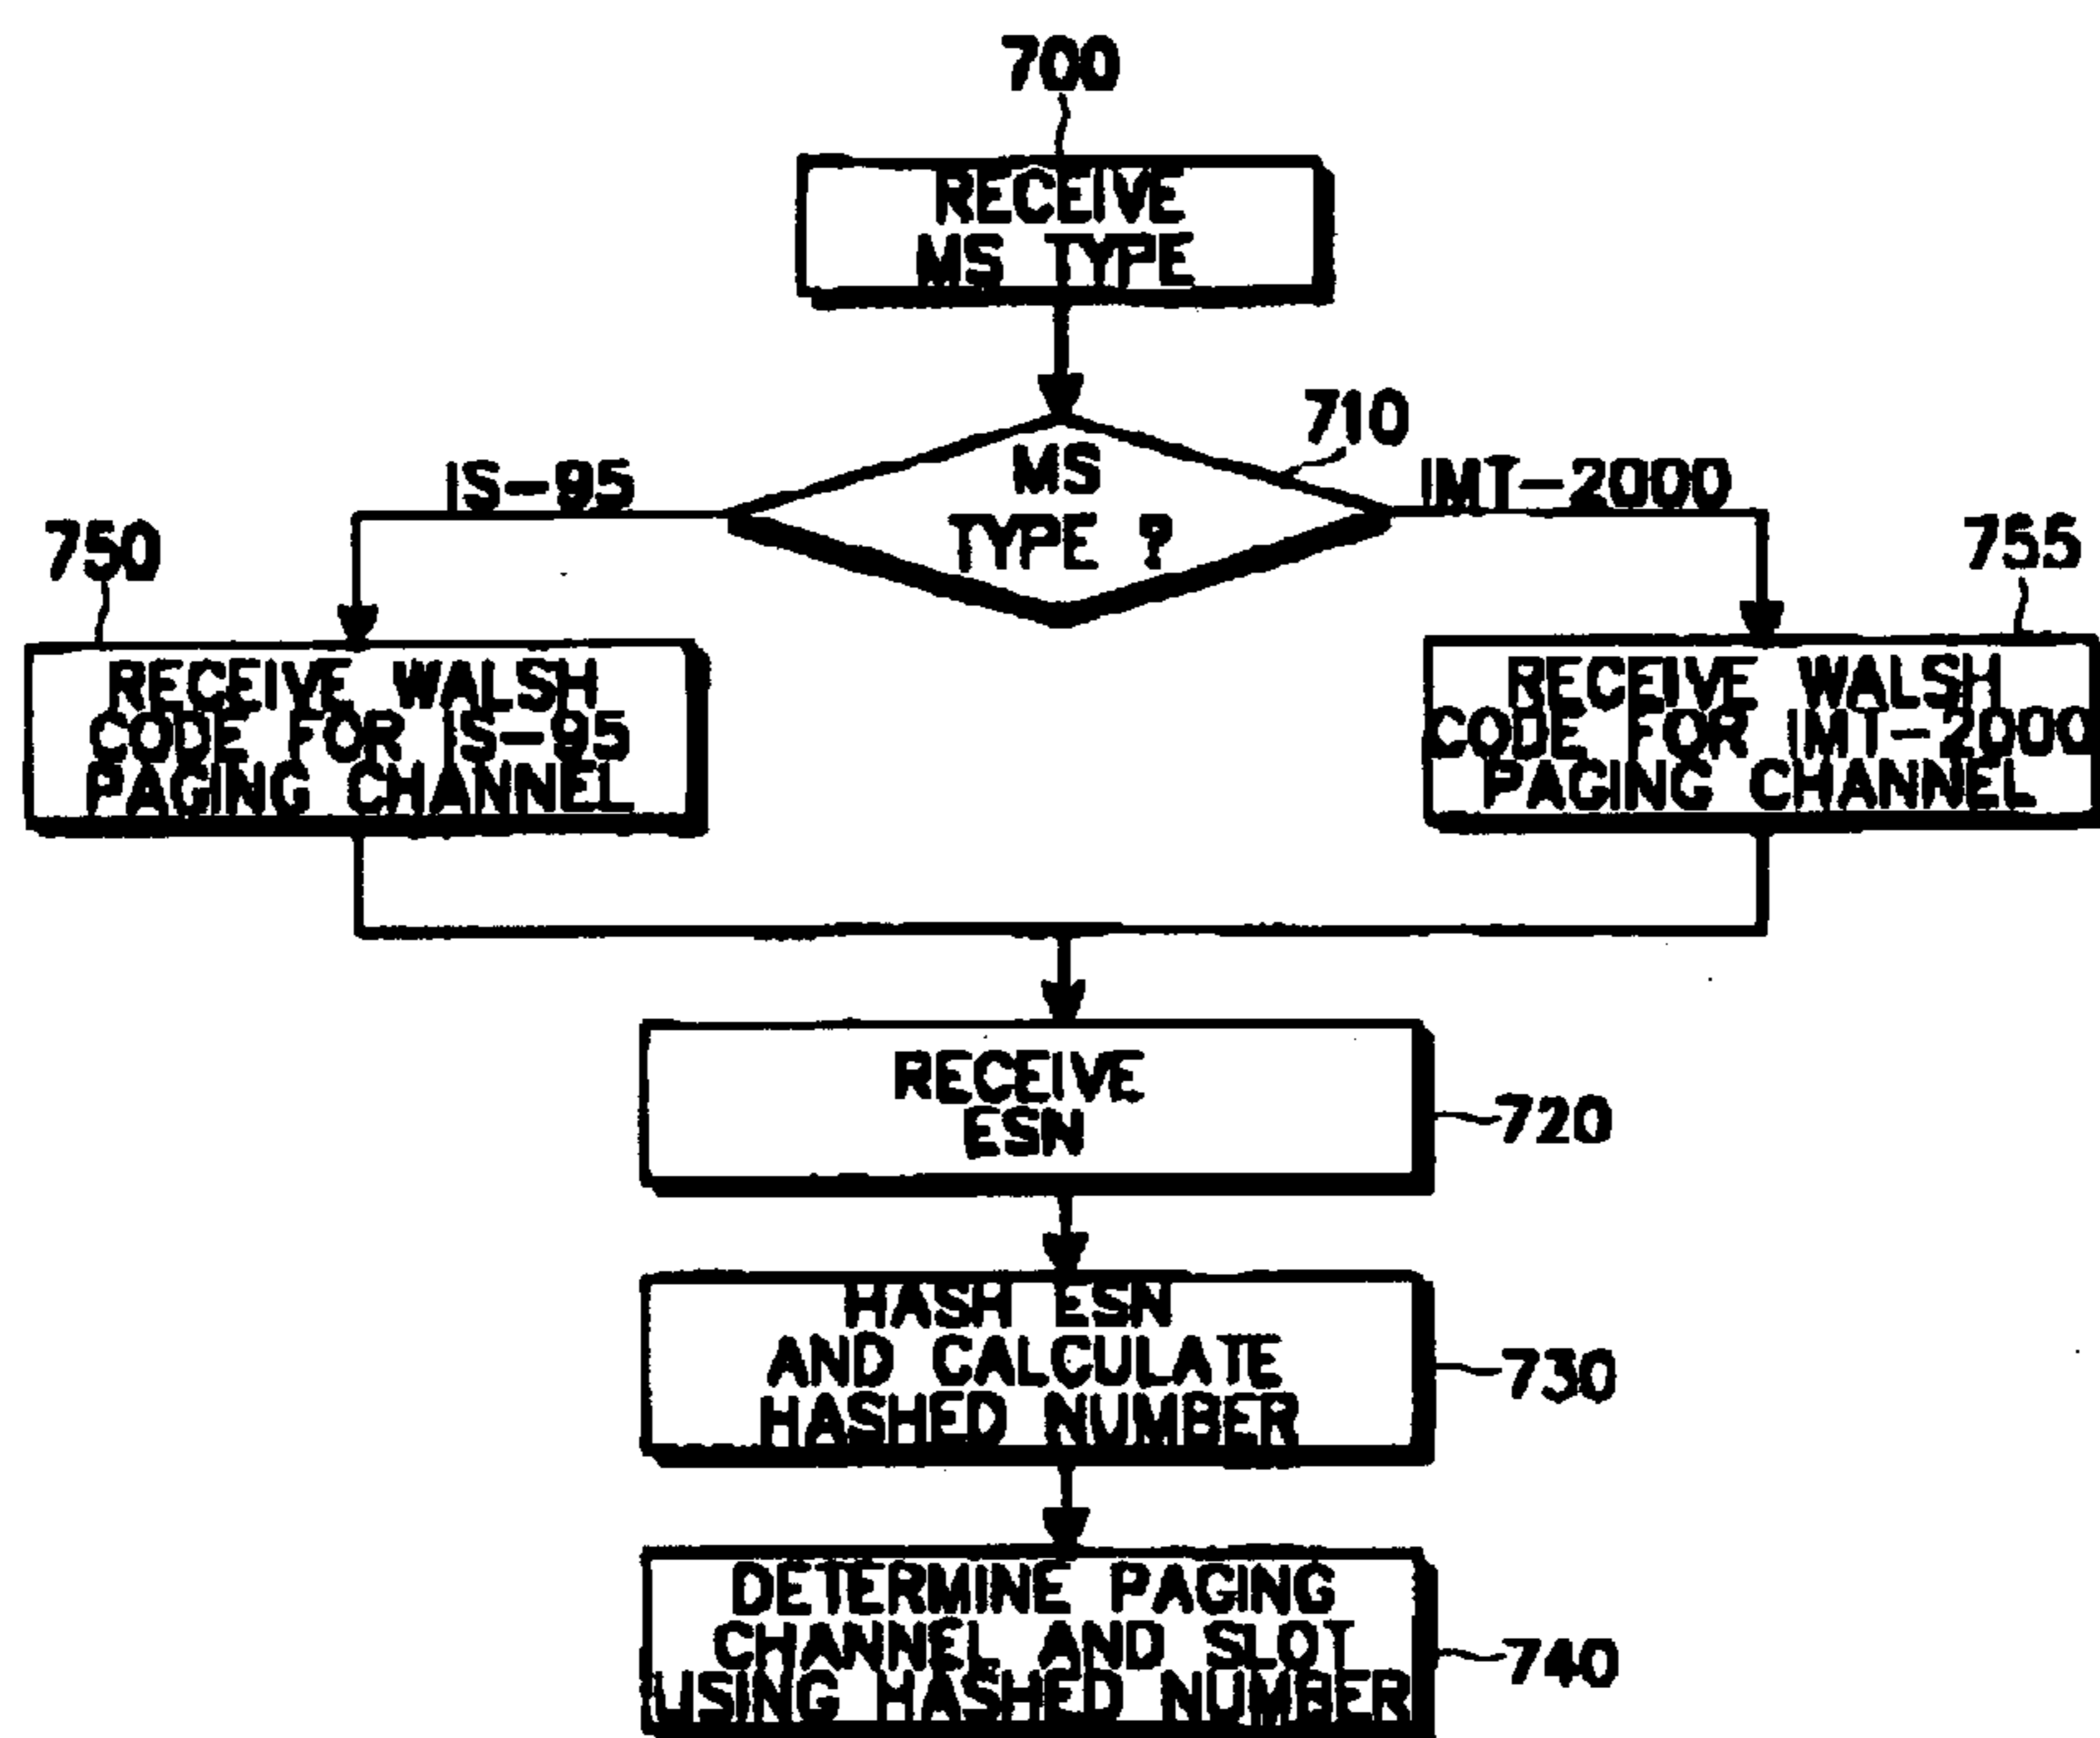 700
RECEIVE
MS TYPE
710
MS
TYPE ?
IS-95
IMT-2000
750
RECEIVE WALSH
CODE FOR IS-95
PAGING CHANNEL
755
RECEIVE WALSH
CODE FOR IMT-2000
PAGING CHANNEL
RECEIVE
ESN
720
HASH ESN
AND CALCULATE
HASHED NUMBER
730
DETERMINE PAGING
CHANNEL AND SLOT
USING HASHED NUMBER
740